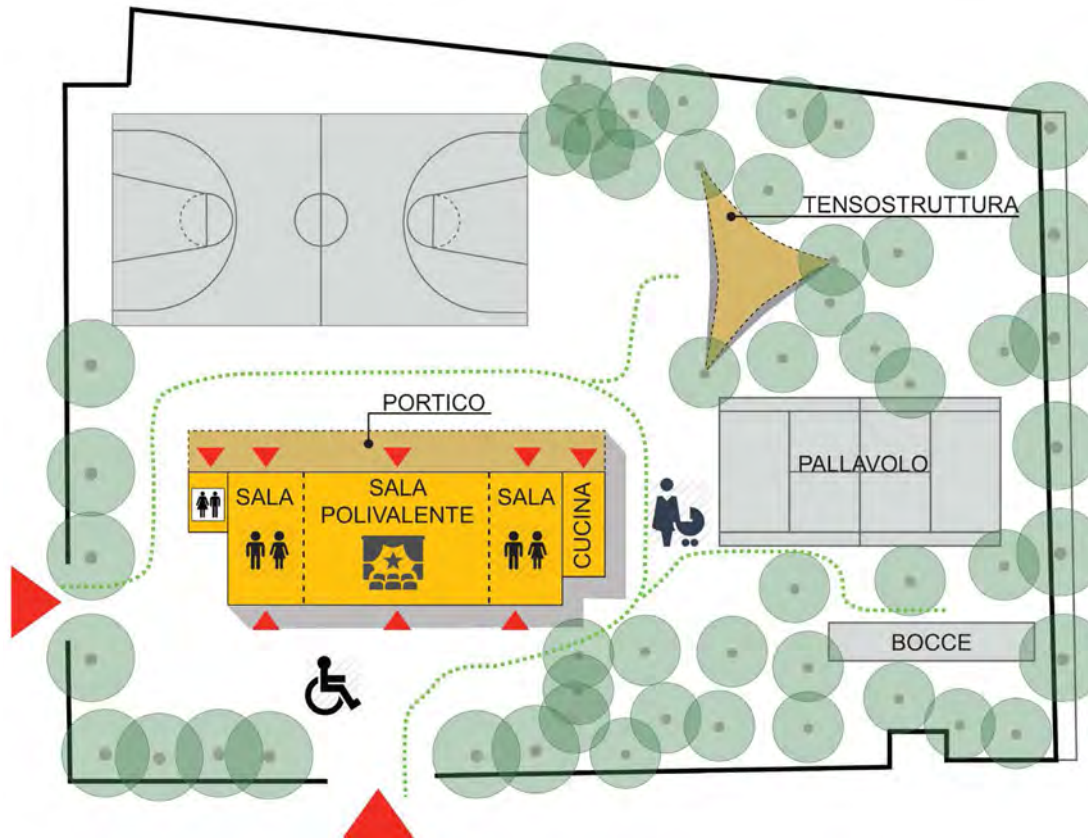 TENSOSTRUTTURA
PORTICO
SALA
SALA
POLIVALENTE
SALA
CUCINA
PALLAVOLO
BOCCE